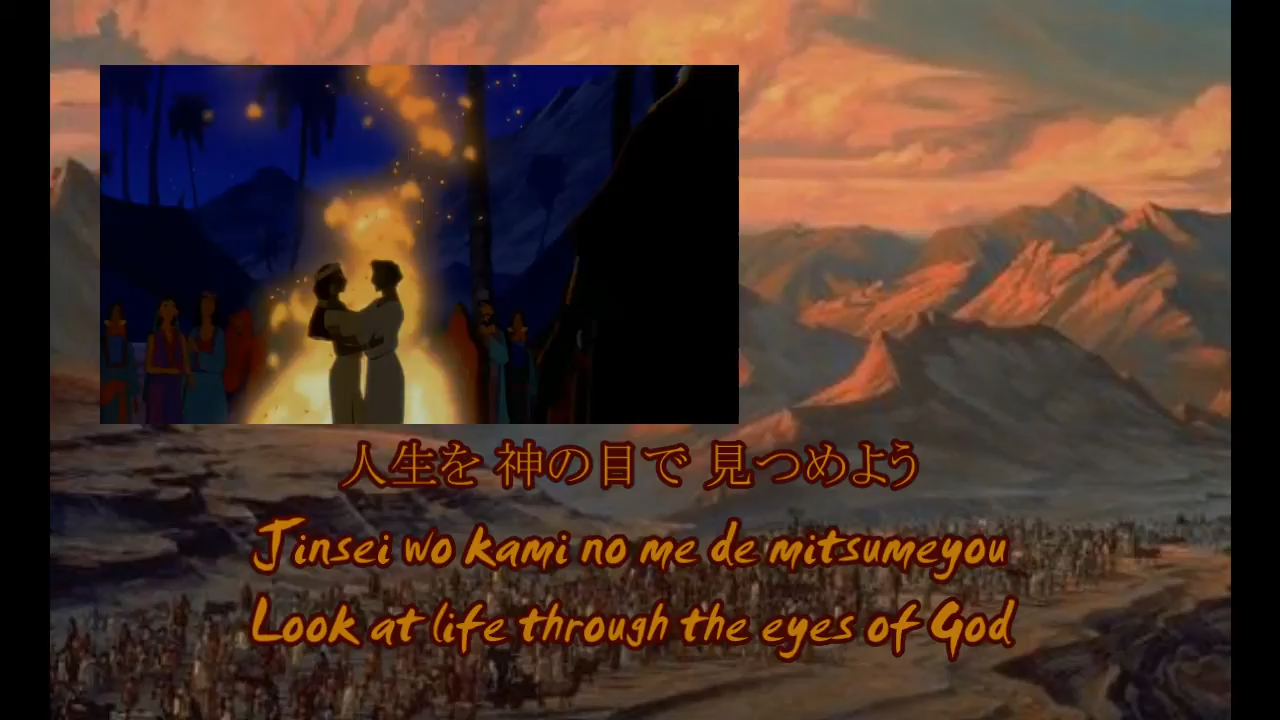 人生を 神の目で 見つめよう
Jinsei wo kami no me de mitsumeyou
Look at life through the eyes of God